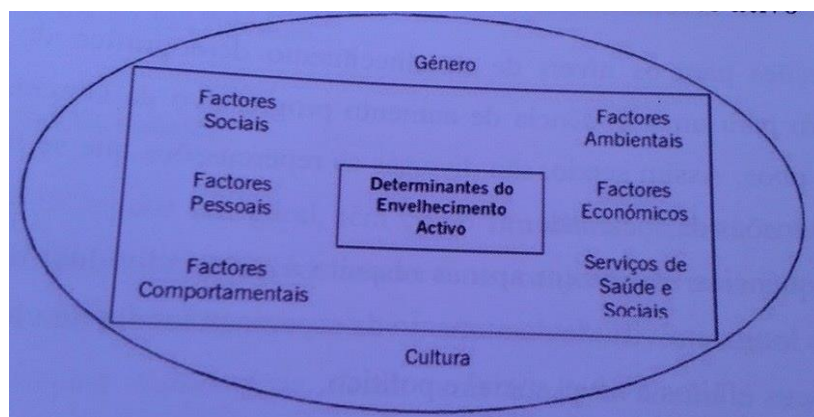 Género
Factores
Sociais
Factores
Pessoais
Factores
Comportamentais
Determinantes do
Envelhecimento
Activo
Factores
Ambientais
Factores
Económicos
Serviços de
Saúde e
Sociais
Cultura